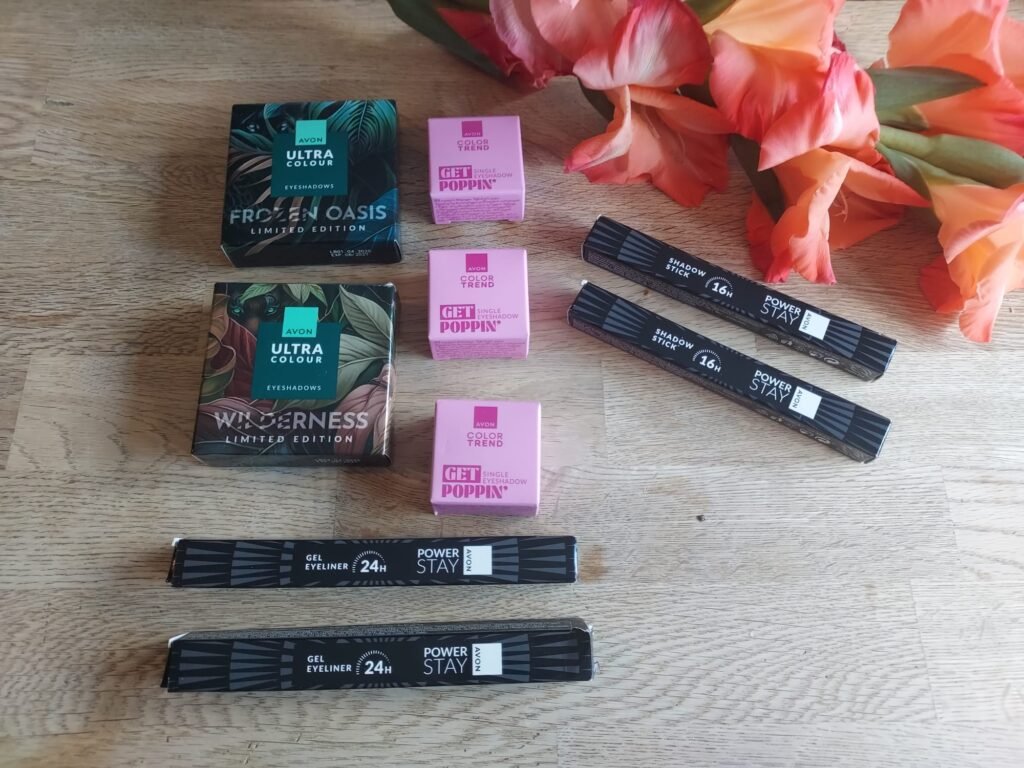 AVON
ULTRA
COLOUR
EYESHADOWS
FROZEN OASIS
LIMITED EDITION
AVON
COLOR
TREND
GET
POPPIN'
SINGLE
EYESHADOW
AVON
ULTRA
COLOUR
EYESHADOWS
WILDERNESS
LIMITED EDITION
AVON
COLOR
TREND
GET
POPPIN'
SINGLE
EYESHADOW
AVON
COLOR
TREND
GET
POPPIN'
SINGLE
EYESHADOW
SHADOW
STICK
16H
POWER
STAY
AVON
SHADOW
STICK
16H
POWER
STAY
AVON
GEL
EYELINER
24H
POWER
STAY
AVON
GEL
EYELINER
24H
POWER
STAY
AVON